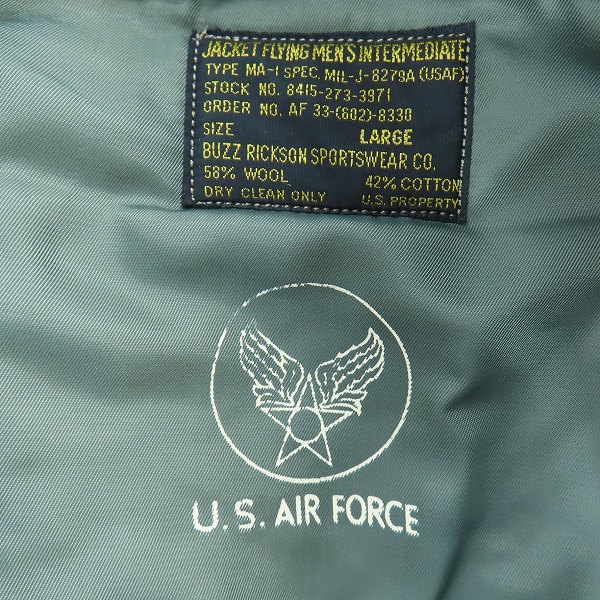 JACKET FLYING MEN'S INTERMEDIATE
TYPE MA-1 SPEC. MIL-J-8279A (USAF)
STOCK NO. 8415-273-3971
ORDER NO. AF 33-(602)-8330
SIZE LARGE
BUZZ RICKSON SPORTSWEAR CO.
58% WOOL 42% COTTON
DRY CLEAN ONLY U.S. PROPERTY
U.S. AIR FORCE